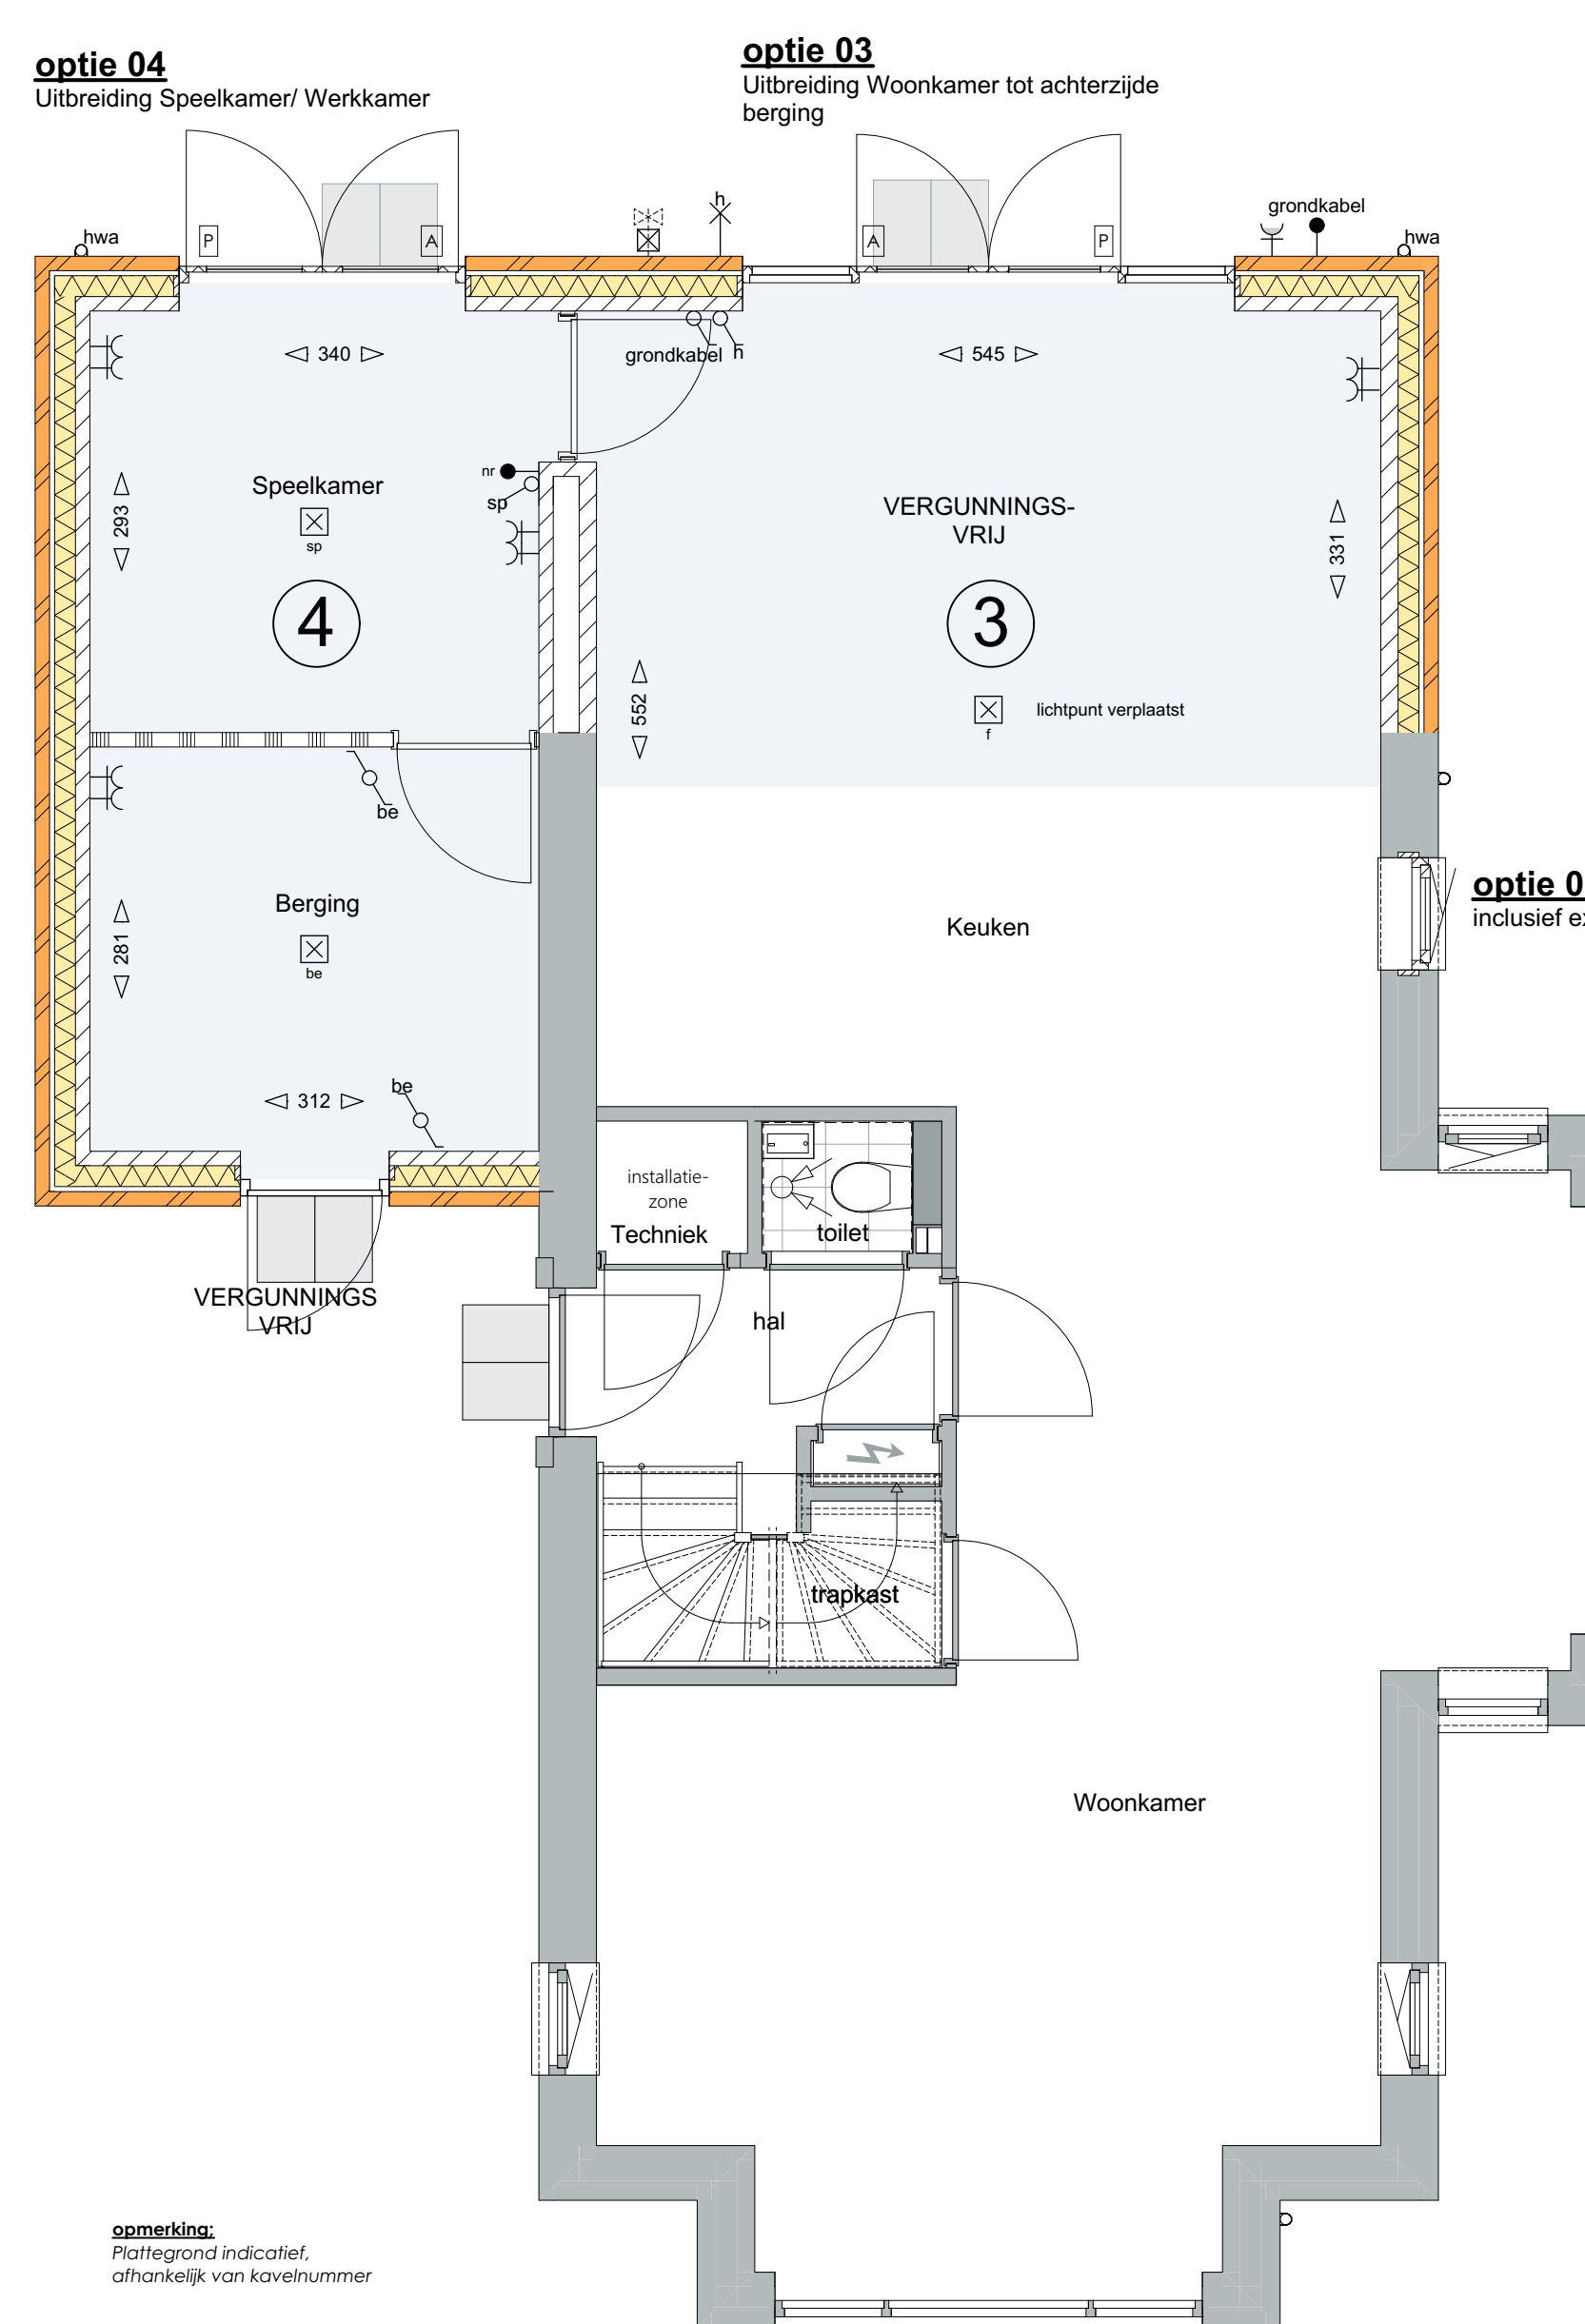 optie 04
Uitbreiding Speelkamer/ Werkkamer
optie 03
Uitbreiding Woonkamer tot achterzijde
berging
hwa
P
A
h
A
P
grondkabel
hwa
340
grondkabel
h
545
Speelkamer
sp
nr
sp
293
4
VERGUNNINGS-
VRIJ
331
3
552
f
lichtpunt verplaatst
be
Berging
be
281
312
be
Keuken
optie 0
inclusief e
installatie-
zone
Techniek
toilet
VERGUNNINGS
VRIJ
hal
trapkast
Woonkamer
opmerking;
Plattegrond indicatief,
afhankelijk van kavelnummer